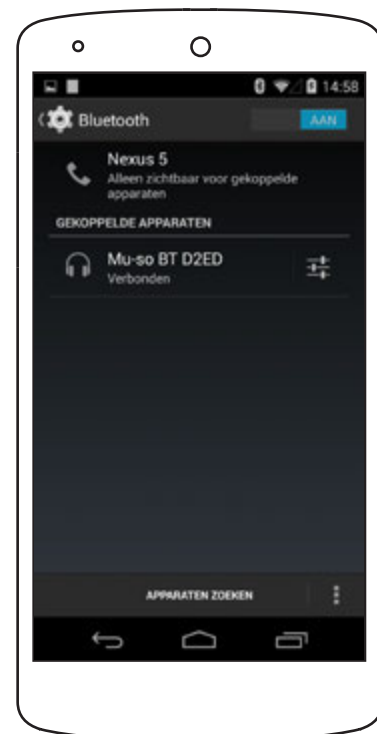 14:58
Bluetooth
AAN
Nexus 5
Alleen zichtbaar voor gekoppelde
apparaten
GEKOPPELDE APPARATEN
Mu-so BT D2ED
Verbonden
APPARATEN ZOEKEN